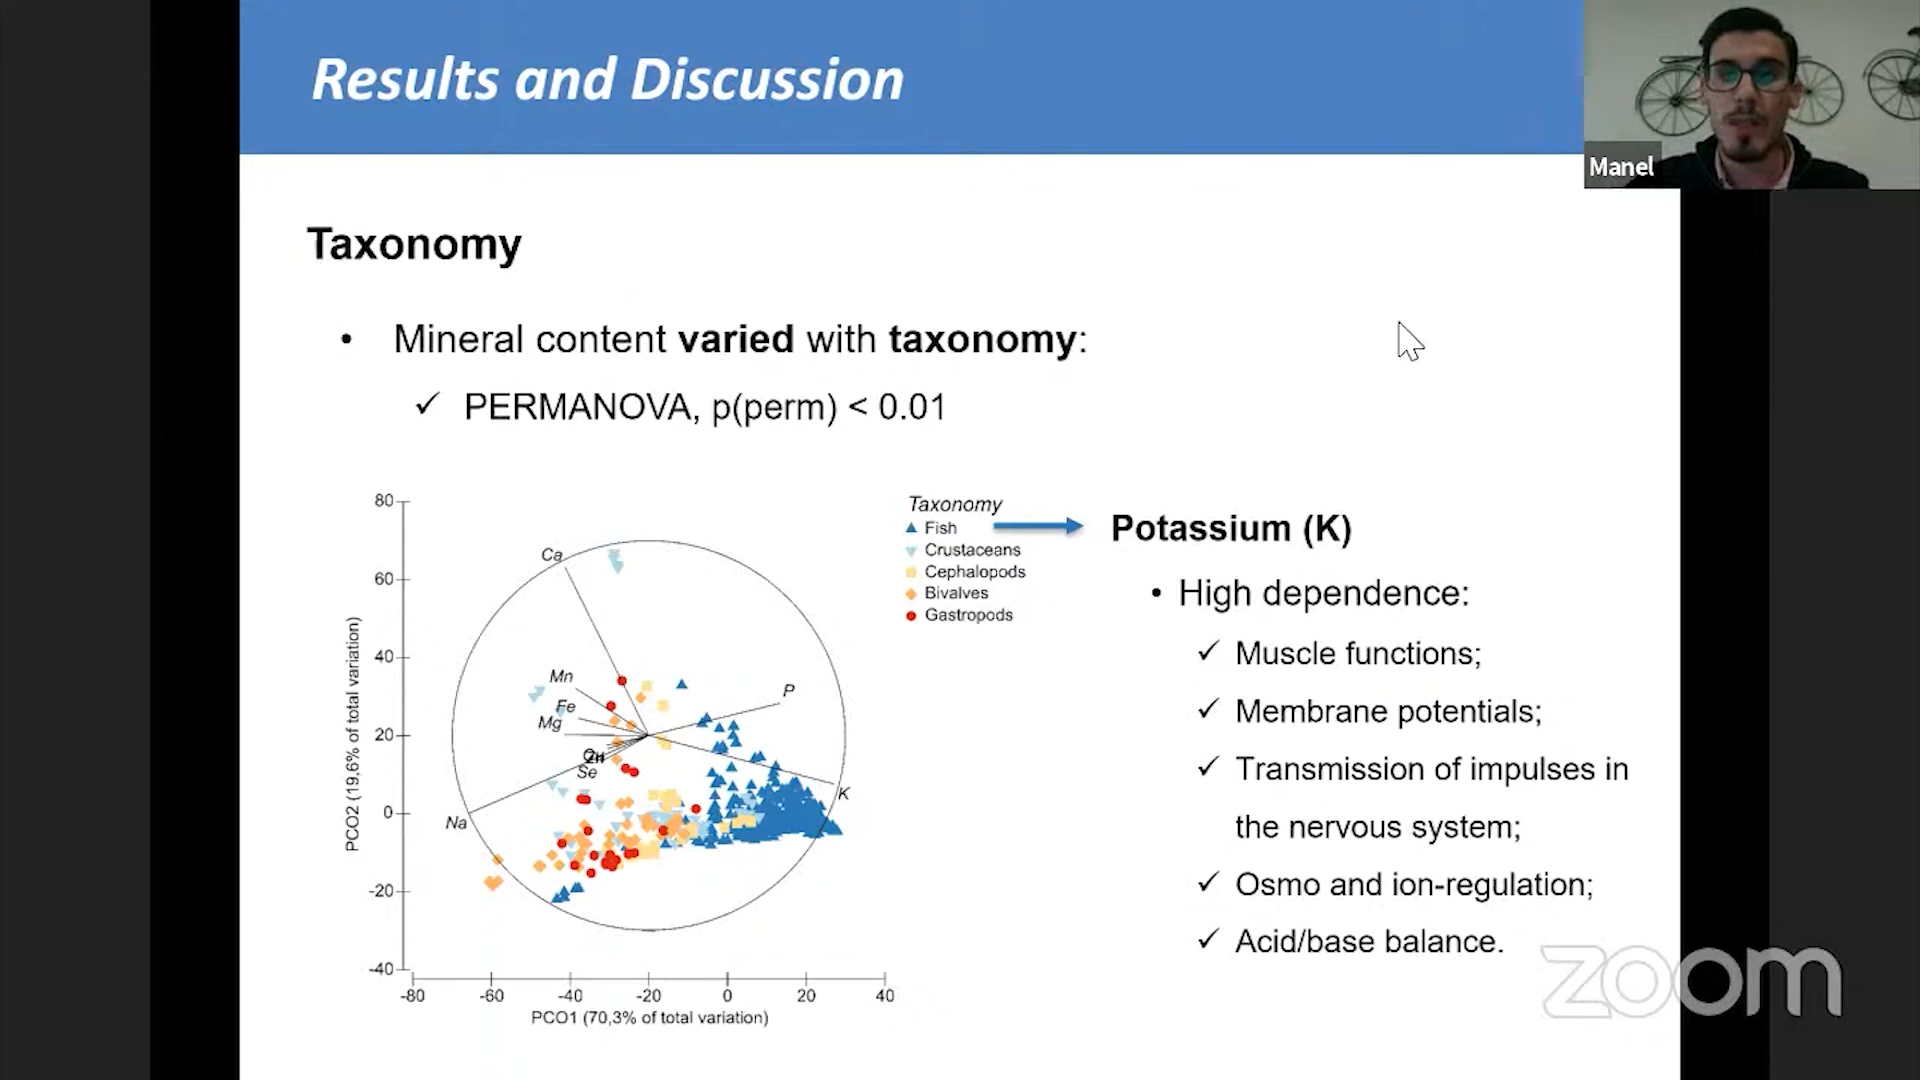 Results and Discussion
Manel
Taxonomy
• Mineral content varied with taxonomy:
✓ PERMANOVA, p(perm) < 0.01
80
60
40
20
0
-20
-40
PCO2 (19,6% of total variation)
Ca
Mn
Fe
Mg
Se
Na
P
K
-80 -60 -40 -20 0 20 40
PCO1 (70,3% of total variation)
Taxonomy
Fish
Crustaceans
Cephalopods
Bivalves
Gastropods
Potassium (K)
• High dependence:
✓ Muscle functions;
✓ Membrane potentials;
✓ Transmission of impulses in
the nervous system;
✓ Osmo and ion-regulation;
✓ Acid/base balance.
zoom